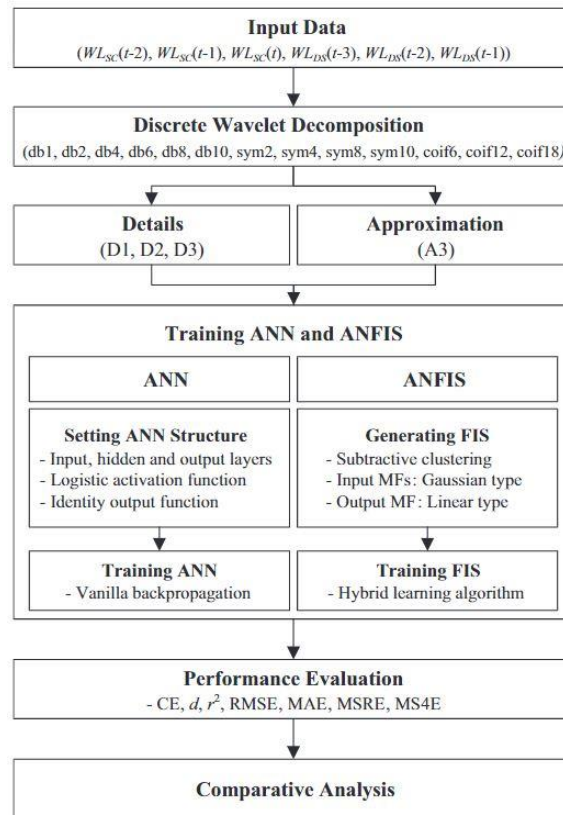 Input Data
(WLSC(t-2), WLSC(t-1), WLSC(t), WLDS(t-3), WLDS(t-2), WLDS(t-1))
Discrete Wavelet Decomposition
(db1, db2, db4, db6, db8, db10, sym2, sym4, sym8, sym10, coif6, coif12, coif18)
Details
(D1, D2, D3)
Approximation
(A3)
Training ANN and ANFIS
ANN
ANFIS
Setting ANN Structure
- Input, hidden and output layers
- Logistic activation function
- Identity output function
Generating FIS
- Subtractive clustering
- Input MFs: Gaussian type
- Output MF: Linear type
Training ANN
- Vanilla backpropagation
Training FIS
- Hybrid learning algorithm
Performance Evaluation
- CE, d, r², RMSE, MAE, MSRE, MS4E
Comparative Analysis